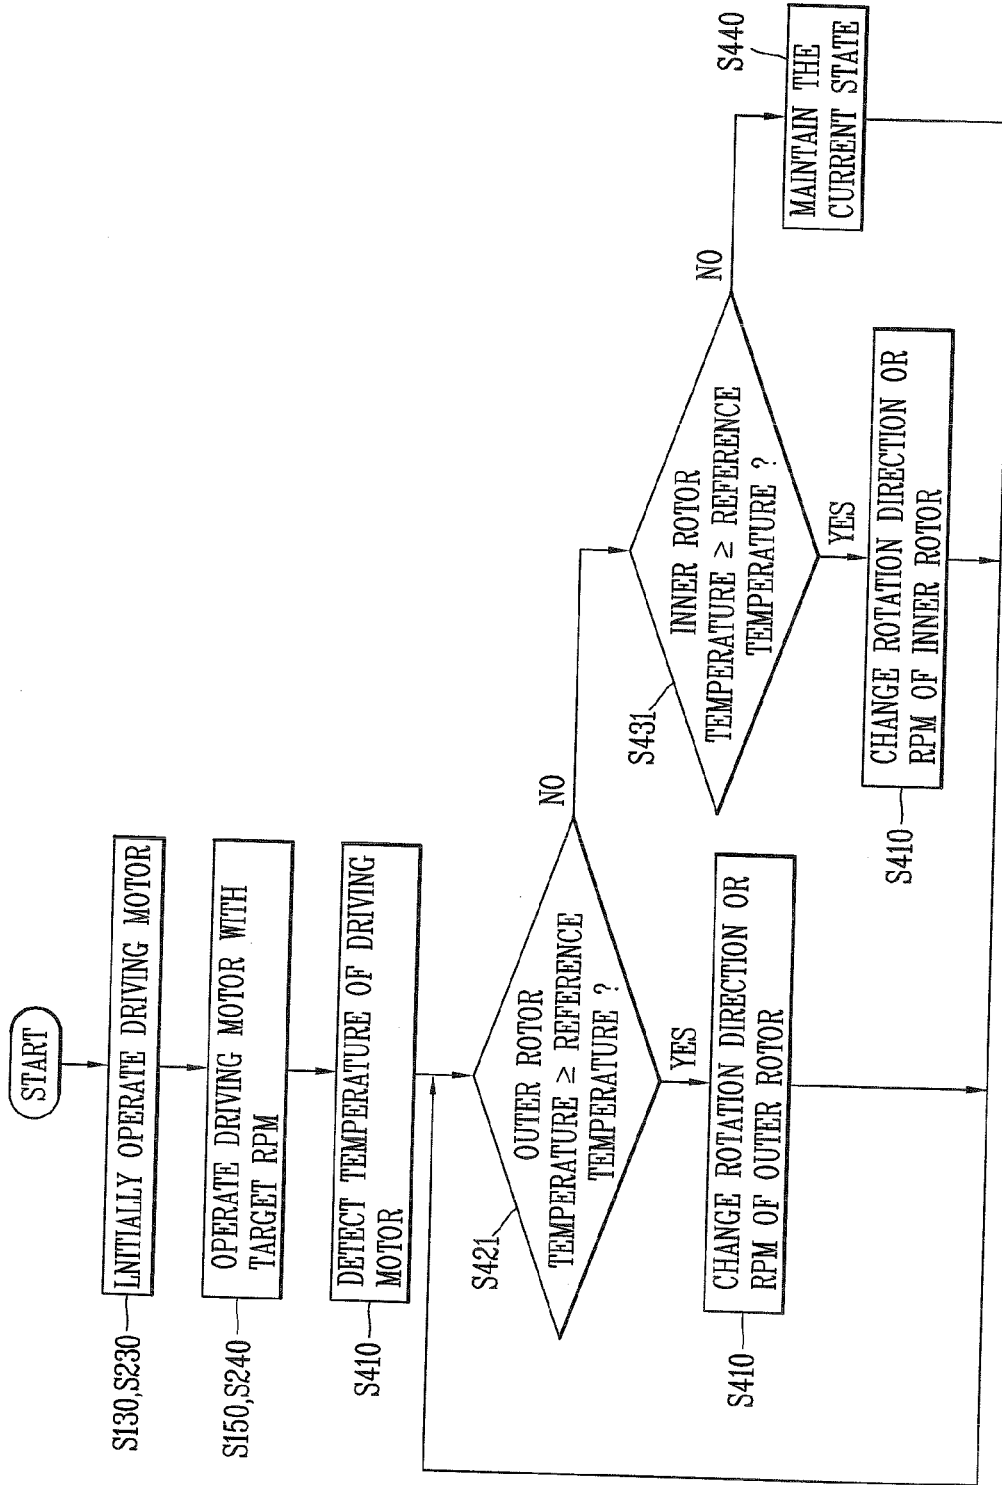 START
S130,S230
LNITIALLY OPERATE DRIVING MOTOR
S150,S240
OPERATE DRIVING MOTOR WITH
TARGET RPM
S410
DETECT TEMPERATURE OF DRIVING
MOTOR
S421
OUTER ROTOR
TEMPERATURE ≥ REFERENCE
TEMPERATURE ?
NO
YES
S410
CHANGE ROTATION DIRECTION OR
RPM OF OUTER ROTOR
S431
INNER ROTOR
TEMPERATURE ≥ REFERENCE
TEMPERATURE ?
NO
YES
S410
CHANGE ROTATION DIRECTION OR
RPM OF INNER ROTOR
S440
MAINTAIN THE
CURRENT STATE